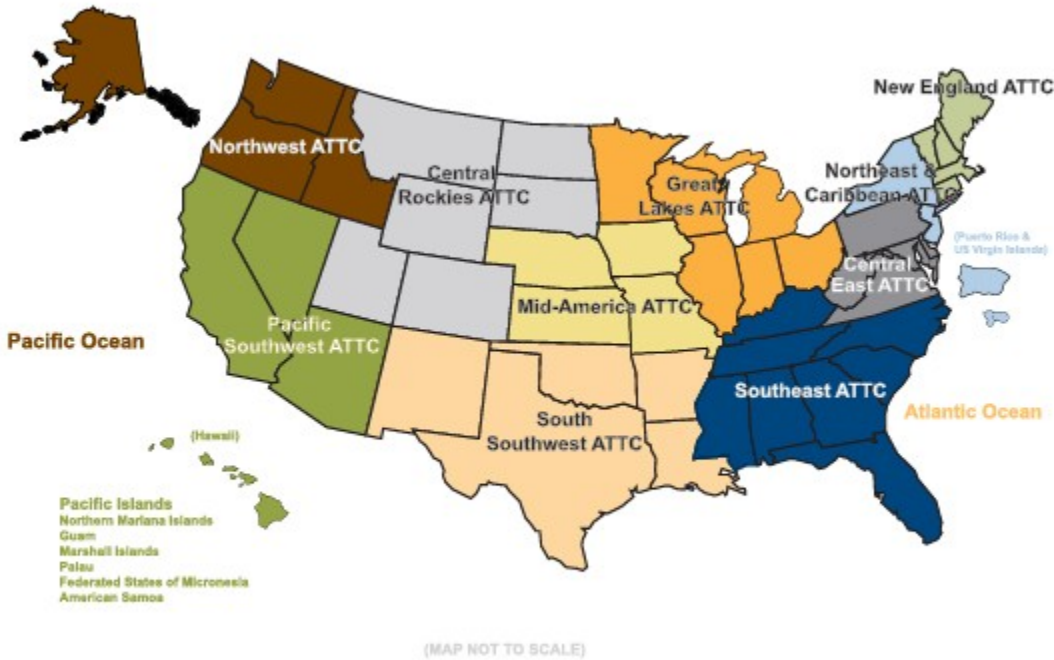 New England ATTC
Northwest ATTC
Central
Rockies ATTC
Great
Lakes ATTC
Northeast &
Caribbean ATTC
(Puerto Rico &
US Virgin Islands)
Central
East ATTC
Mid-America ATTC
Pacific Ocean
Pacific
Southwest ATTC
Southeast ATTC
Atlantic Ocean
South
Southwest ATTC
(Hawaii)
Pacific Islands
Northern Mariana Islands
Guam
Marshall Islands
Palau
Federated States of Micronesia
American Samoa
(MAP NOT TO SCALE)